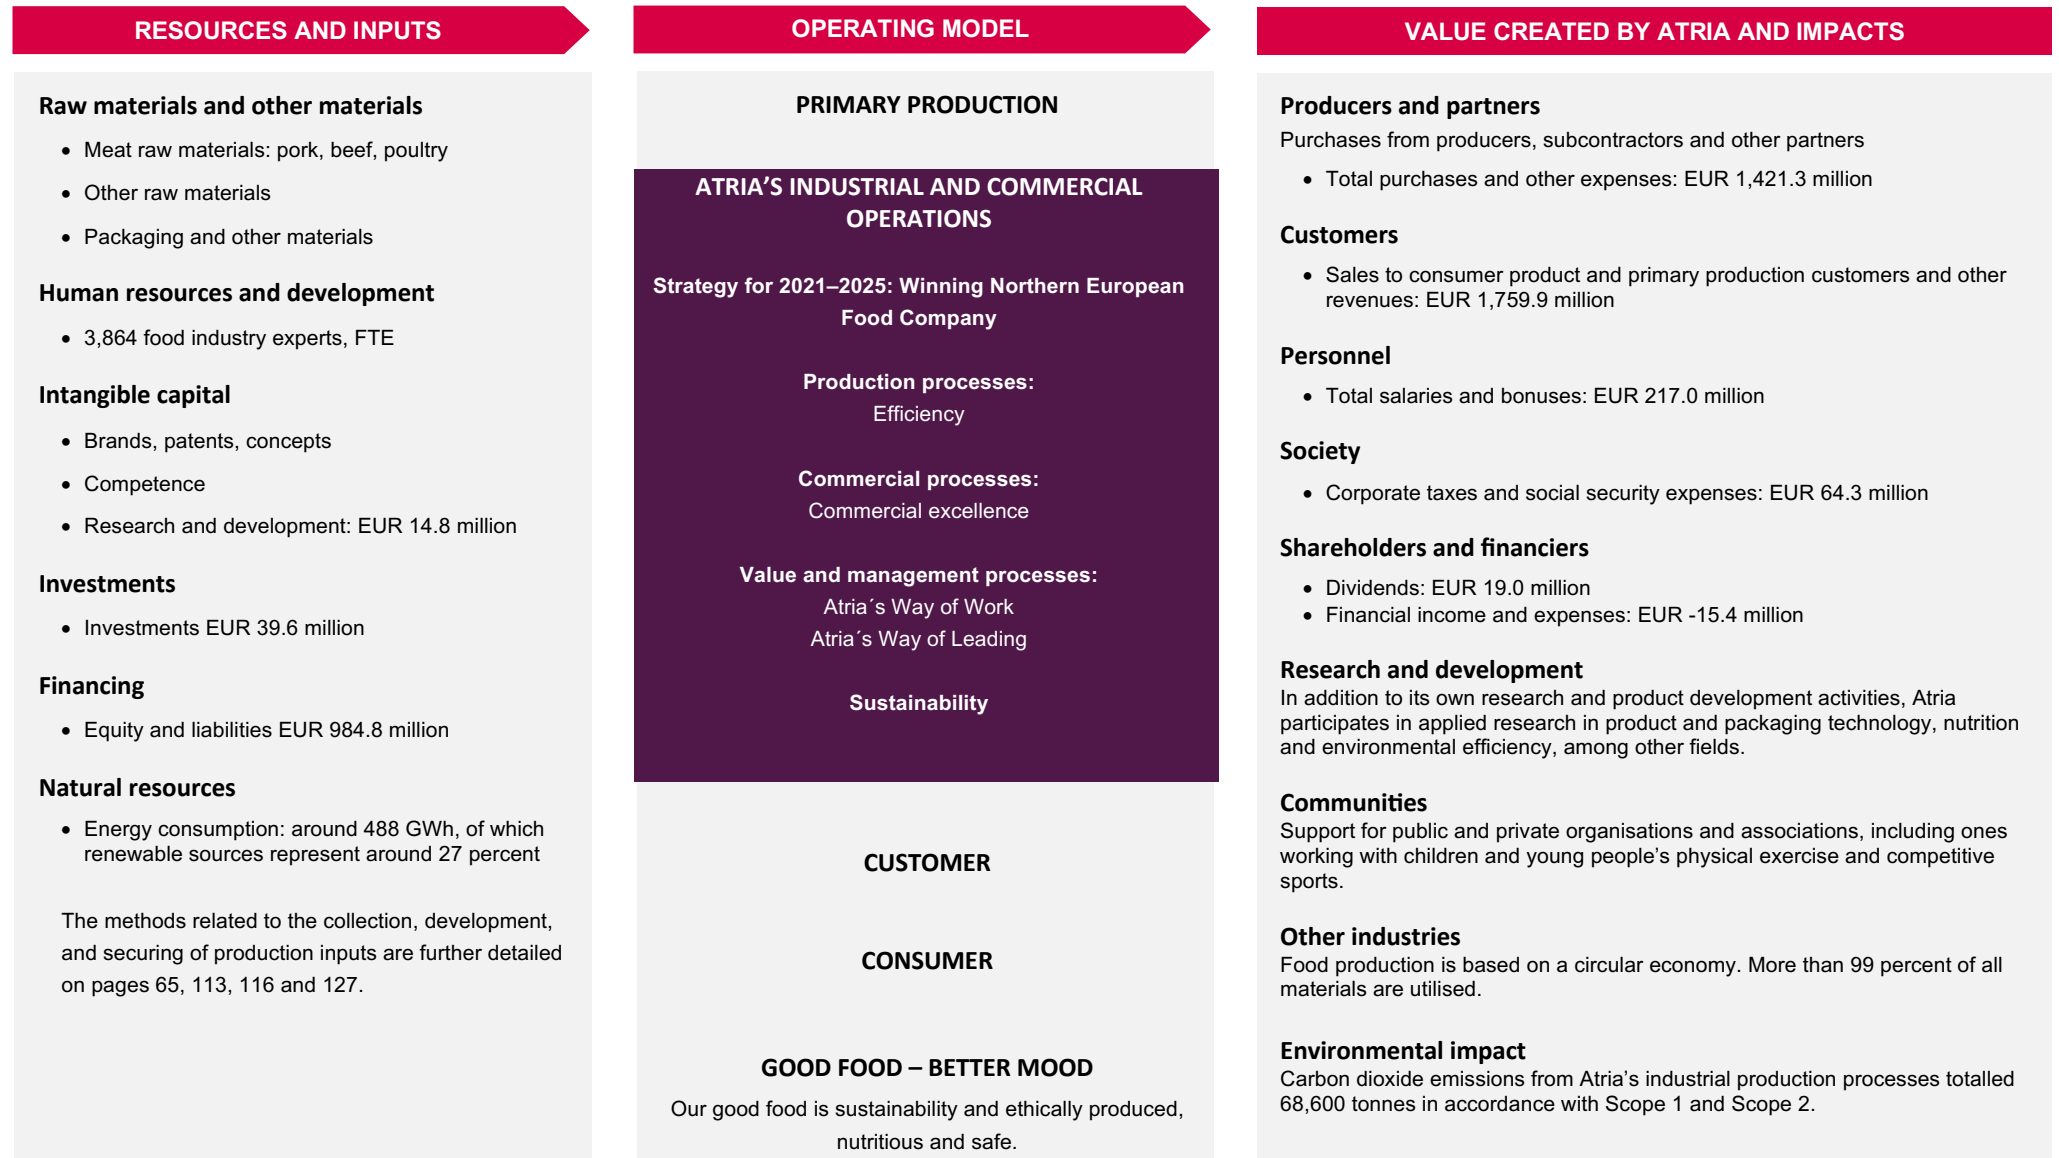 RESOURCES AND INPUTS
Raw materials and other materials
• Meat raw materials: pork, beef, poultry
• Other raw materials
• Packaging and other materials
Human resources and development
• 3,864 food industry experts, FTE
Intangible capital
• Brands, patents, concepts
• Competence
• Research and development: EUR 14.8 million
Investments
• Investments EUR 39.6 million
Financing
• Equity and liabilities EUR 984.8 million
Natural resources
• Energy consumption: around 488 GWh, of which
renewable sources represent around 27 percent
The methods related to the collection, development,
and securing of production inputs are further detailed
on pages 65, 113, 116 and 127.
OPERATING MODEL
PRIMARY PRODUCTION
ATRIA’S INDUSTRIAL AND COMMERCIAL
OPERATIONS
Strategy for 2021–2025: Winning Northern European
Food Company
Production processes:
Efficiency
Commercial processes:
Commercial excellence
Value and management processes:
Atria´s Way of Work
Atria´s Way of Leading
Sustainability
CUSTOMER
CONSUMER
GOOD FOOD – BETTER MOOD
Our good food is sustainability and ethically produced,
nutritious and safe.
VALUE CREATED BY ATRIA AND IMPACTS
Producers and partners
Purchases from producers, subcontractors and other partners
• Total purchases and other expenses: EUR 1,421.3 million
Customers
• Sales to consumer product and primary production customers and other
revenues: EUR 1,759.9 million
Personnel
• Total salaries and bonuses: EUR 217.0 million
Society
• Corporate taxes and social security expenses: EUR 64.3 million
Shareholders and financiers
• Dividends: EUR 19.0 million
• Financial income and expenses: EUR -15.4 million
Research and development
In addition to its own research and product development activities, Atria
participates in applied research in product and packaging technology, nutrition
and environmental efficiency, among other fields.
Communities
Support for public and private organisations and associations, including ones
working with children and young people’s physical exercise and competitive
sports.
Other industries
Food production is based on a circular economy. More than 99 percent of all
materials are utilised.
Environmental impact
Carbon dioxide emissions from Atria’s industrial production processes totalled
68,600 tonnes in accordance with Scope 1 and Scope 2.